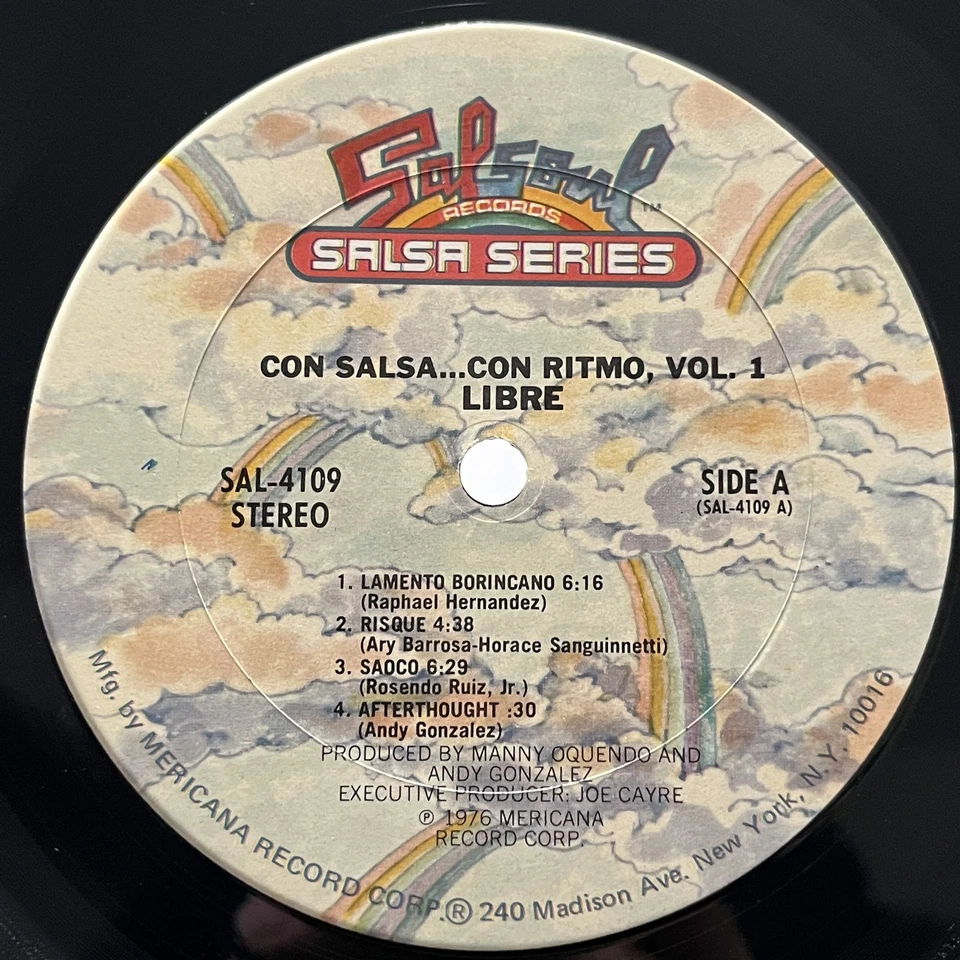 Salsoul
RECORDS
TM
SALSA SERIES
CON SALSA...CON RITMO, VOL. 1
LIBRE
SAL-4109
STEREO
SIDE A
(SAL-4109 A)
1. LAMENTO BORINCANO 6:16
(Raphael Hernandez)
2. RISQUE 4:38
(Ary Barrosa-Horace Sanguinnetti)
3. SAOCO 6:29
(Rosendo Ruiz, Jr.)
4. AFTERTHOUGHT :30
(Andy Gonzalez)
PRODUCED BY MANNY OQUENDO AND
ANDY GONZALEZ
EXECUTIVE PRODUCER: JOE CAYRE
℗ 1976 MERICANA
RECORD CORP.
Mfg. by MERICANA RECORD CORP.® 240 Madison Ave. New York, N.Y. 10016